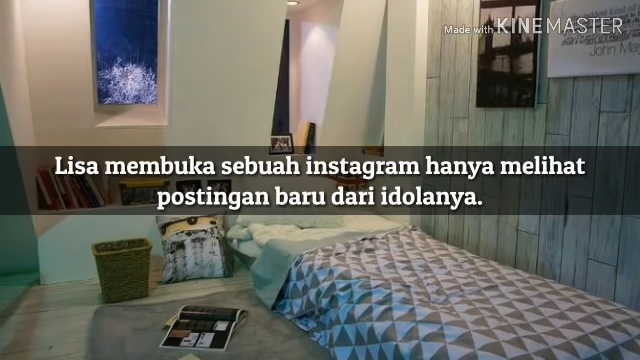 Made with KINEMASTER
Lisa membuka sebuah instagram hanya melihat
postingan baru dari idolanya.